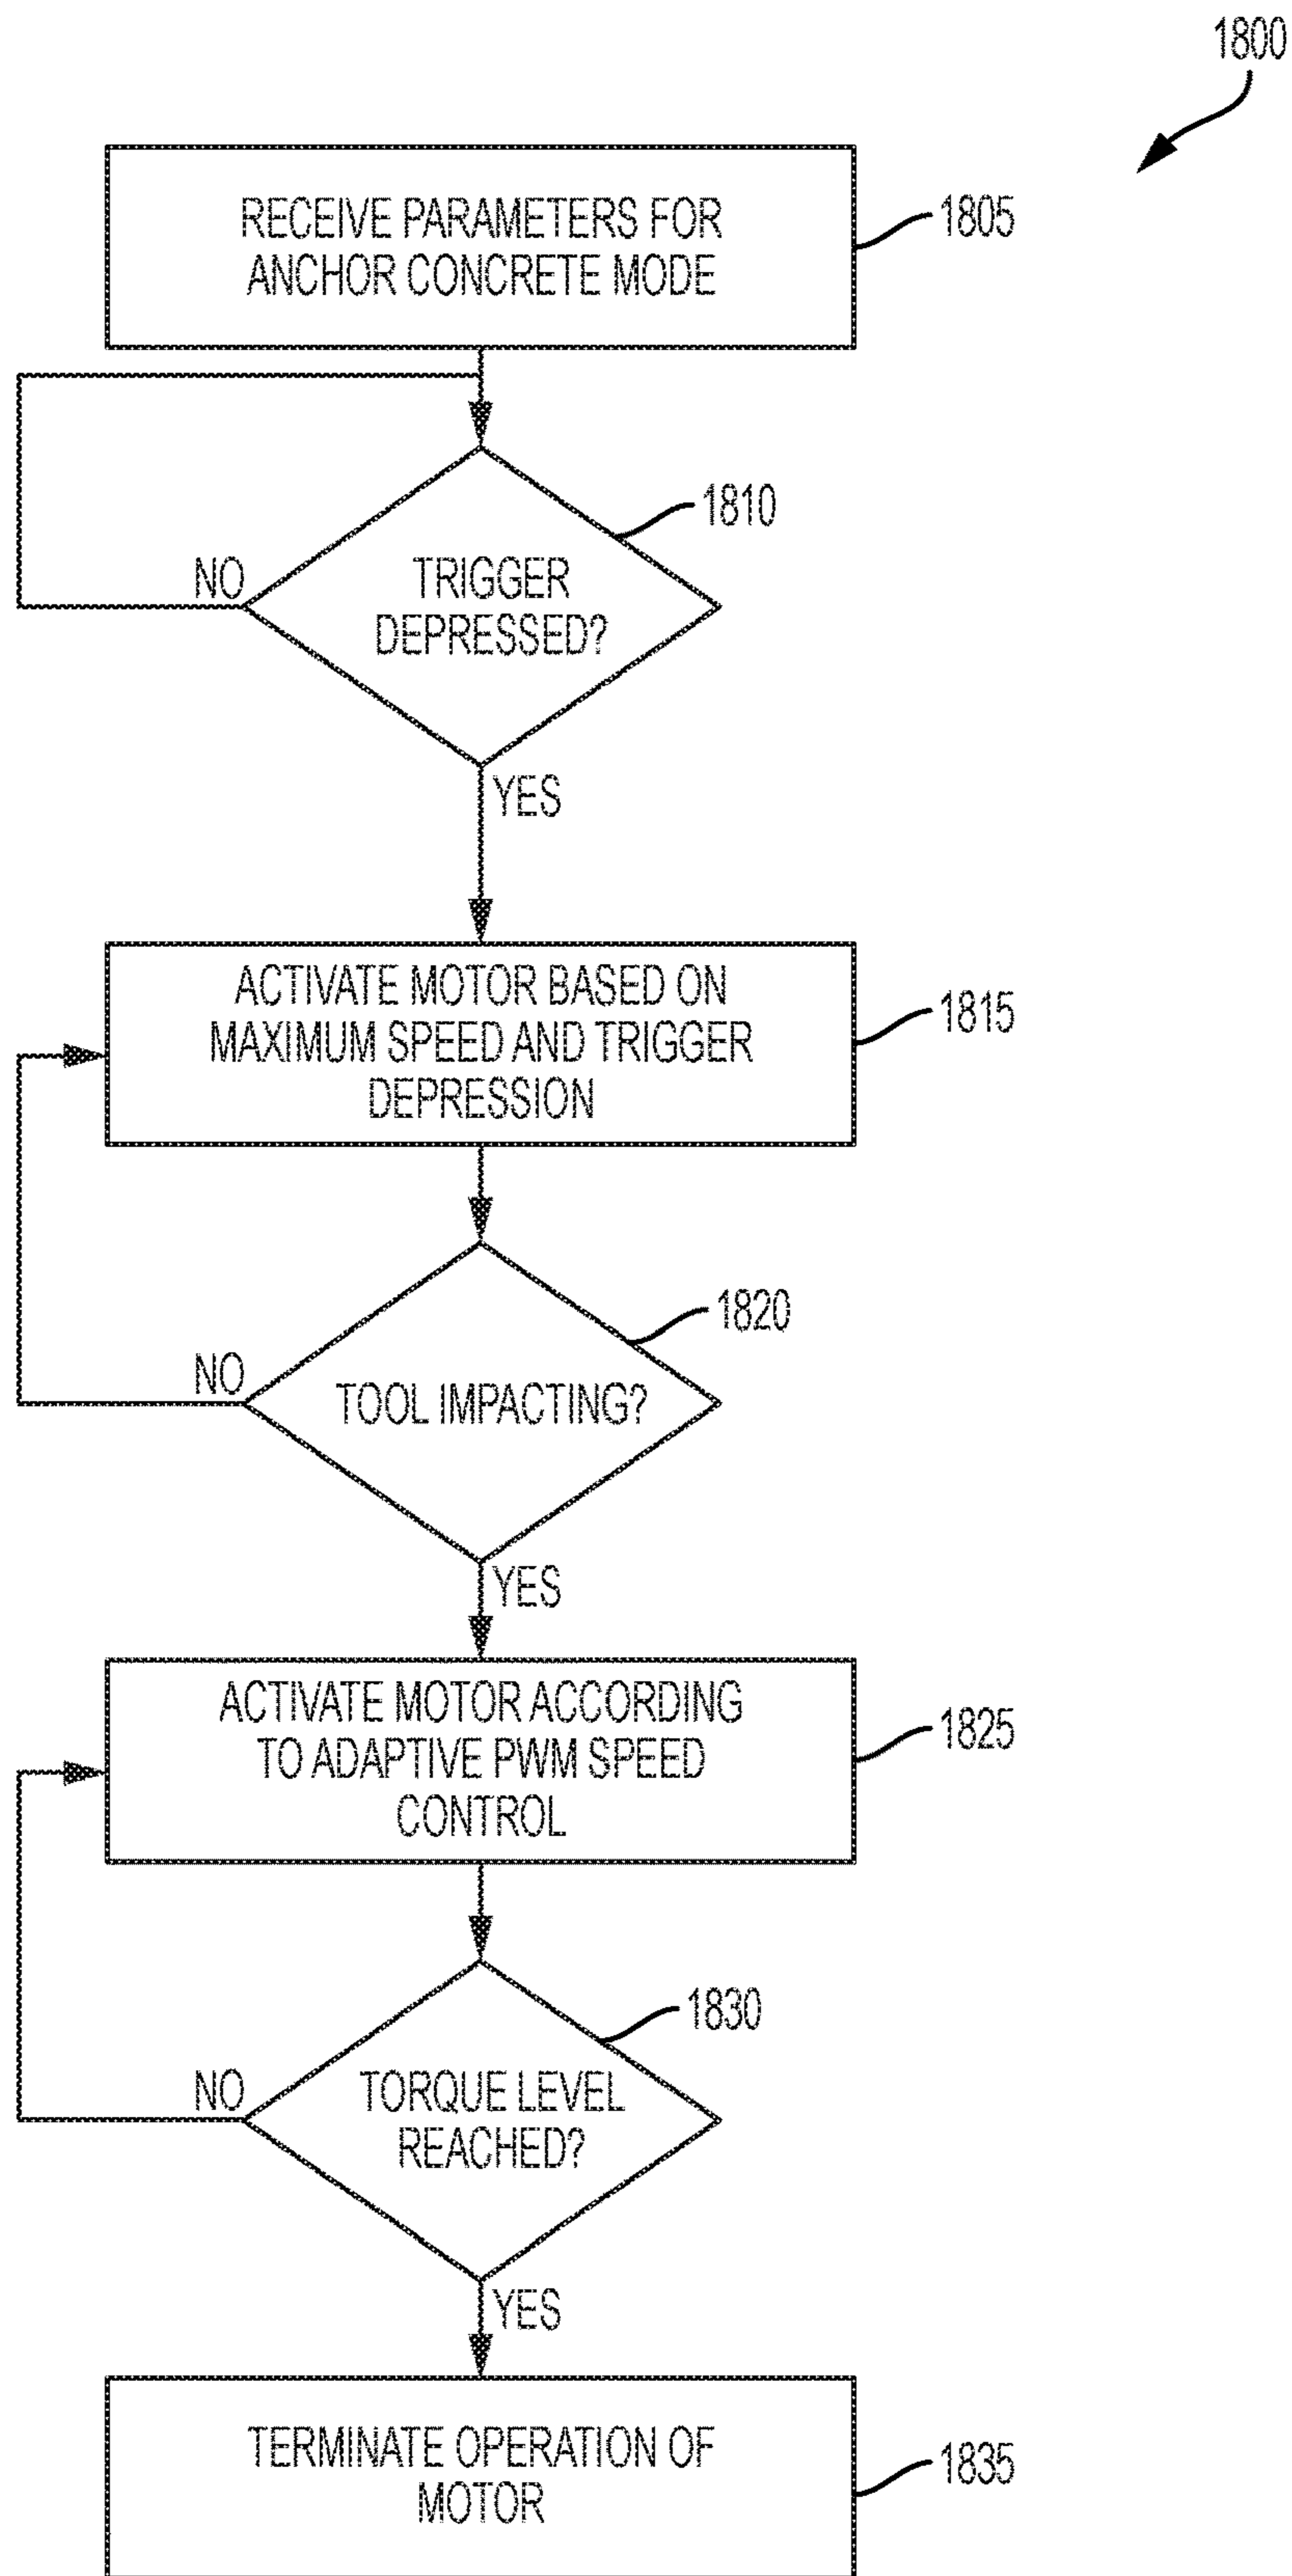 1800
RECEIVE PARAMETERS FOR
ANCHOR CONCRETE MODE
1805
1810
TRIGGER
DEPRESSED?
NO
YES
ACTIVATE MOTOR BASED ON
MAXIMUM SPEED AND TRIGGER
DEPRESSION
1815
1820
TOOL IMPACTING?
NO
YES
ACTIVATE MOTOR ACCORDING
TO ADAPTIVE PWM SPEED
CONTROL
1825
1830
TORQUE LEVEL
REACHED?
NO
YES
TERMINATE OPERATION OF
MOTOR
1835